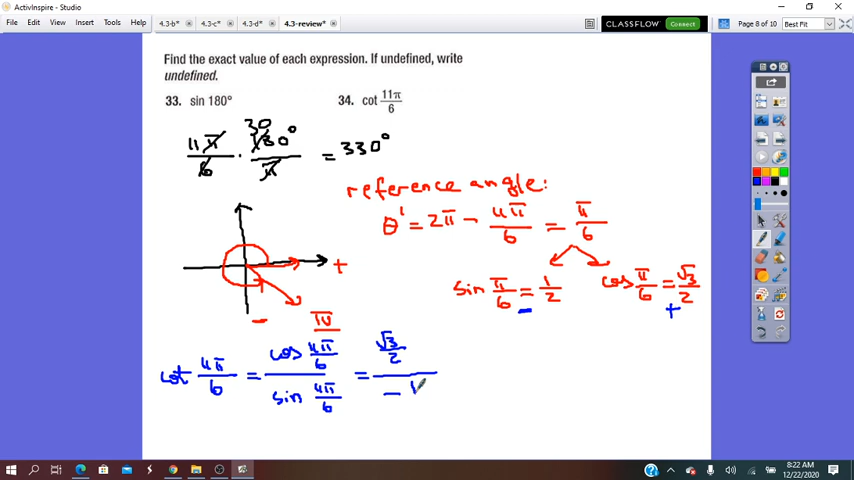 ActivInspire - Studio
File Edit View Insert Tools Help
4.3-b* 4.3-c* 4.3-d* 4.3-review*
CLASSFLOW Connect
Page 8 of 10 Best Fit
Find the exact value of each expression. If undefined, write
undefined.
33. sin 180° 34. cot 11π/6
11π/6 · 180°/π = 330°
30
reference angle:
θ' = 2π - 11π/6 = π/6
sin π/6 = 1/2 cos π/6 = √3/2
- +
+
- IV
cot 11π/6 = cos 11π/6 / sin 11π/6 = √3/2 / - 1
8:22 AM
12/22/2020